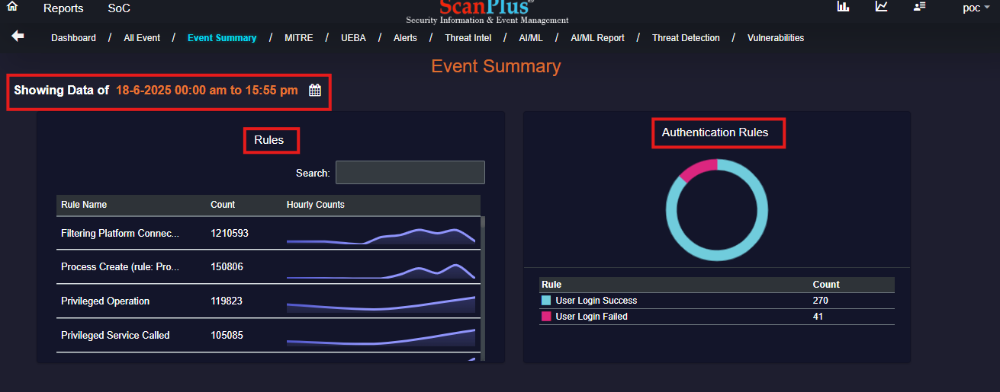 Reports SoC ScanPlus® poc
Security Information & Event Management
Dashboard / All Event / Event Summary / MITRE / UEBA / Alerts / Threat Intel / AI/ML / AI/ML Report / Threat Detection / Vulnerabilities
Event Summary
Showing Data of 18-6-2025 00:00 am to 15:55 pm
Rules
Search:
Rule Name Count Hourly Counts
Filtering Platform Connec... 1210593
Process Create (rule: Pro... 150806
Privileged Operation 119823
Privileged Service Called 105085
Authentication Rules
Rule Count
User Login Success 270
User Login Failed 41